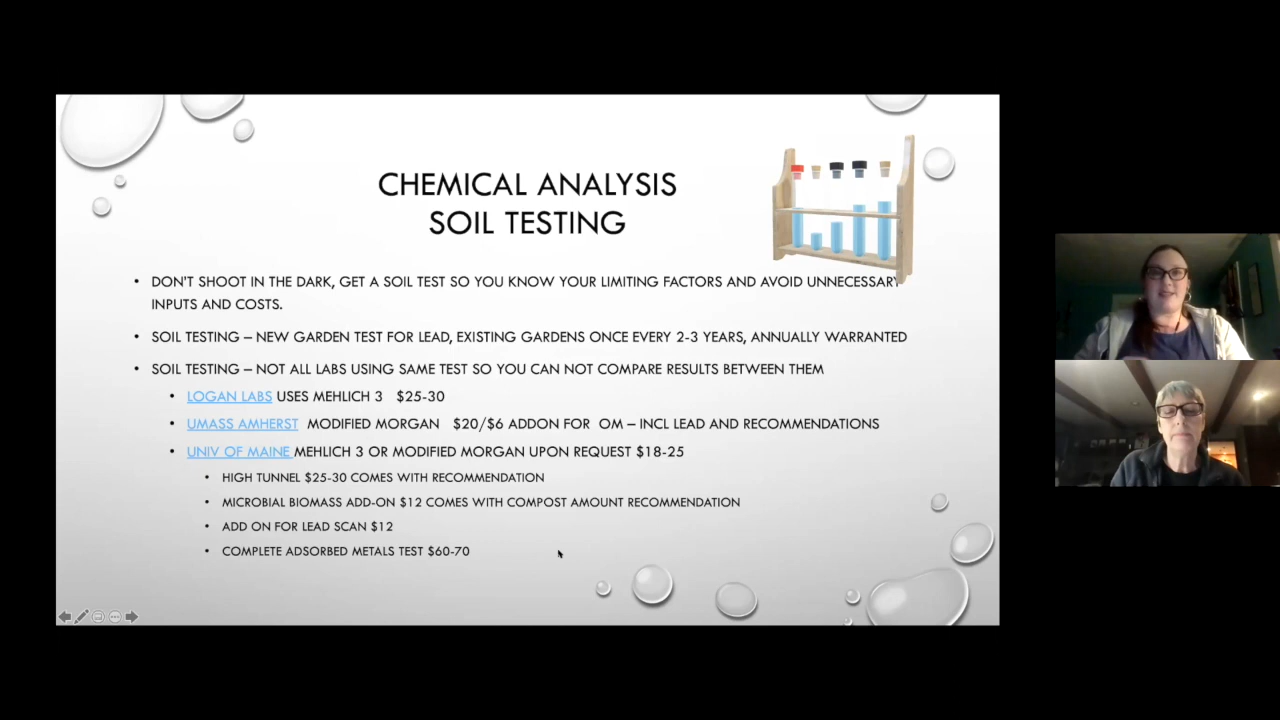 CHEMICAL ANALYSIS
SOIL TESTING
• DON'T SHOOT IN THE DARK, GET A SOIL TEST SO YOU KNOW YOUR LIMITING FACTORS AND AVOID UNNECESSARY
INPUTS AND COSTS.
• SOIL TESTING – NEW GARDEN TEST FOR LEAD, EXISTING GARDENS ONCE EVERY 2-3 YEARS, ANNUALLY WARRANTED
• SOIL TESTING – NOT ALL LABS USING SAME TEST SO YOU CAN NOT COMPARE RESULTS BETWEEN THEM
• LOGAN LABS USES MEHLICH 3 $25-30
• UMASS AMHERST MODIFIED MORGAN $20/$6 ADDON FOR OM – INCL LEAD AND RECOMMENDATIONS
• UNIV OF MAINE MEHLICH 3 OR MODIFIED MORGAN UPON REQUEST $18-25
• HIGH TUNNEL $25-30 COMES WITH RECOMMENDATION
• MICROBIAL BIOMASS ADD-ON $12 COMES WITH COMPOST AMOUNT RECOMMENDATION
• ADD ON FOR LEAD SCAN $12
• COMPLETE ADSORBED METALS TEST $60-70